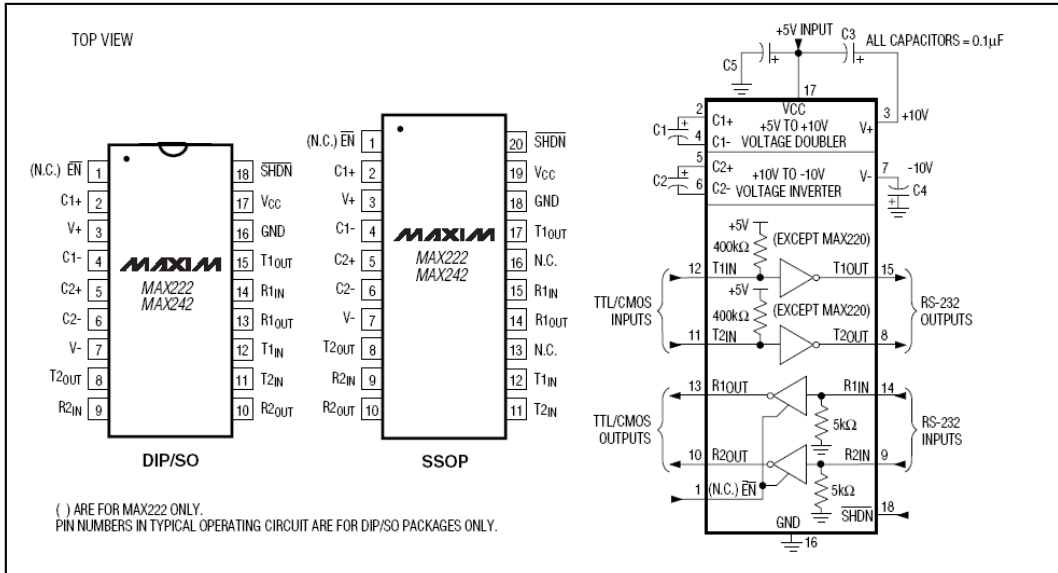 TOP VIEW
(N.C.) EN 1
C1+ 2
V+ 3
C1- 4
C2+ 5
C2- 6
V- 7
T2OUT 8
R2IN 9
18 SHDN
17 VCC
16 GND
15 T1OUT
14 R1IN
13 R1OUT
12 T1IN
11 T2IN
10 R2OUT
MAXIM
MAX222
MAX242
DIP/SO
(N.C.) EN 1
C1+ 2
V+ 3
C1- 4
C2+ 5
C2- 6
V- 7
T2OUT 8
R2IN 9
R2OUT 10
20 SHDN
19 VCC
18 GND
17 T1OUT
16 N.C.
15 R1IN
14 R1OUT
13 N.C.
12 T1IN
11 T2IN
MAXIM
MAX222
MAX242
SSOP
( ) ARE FOR MAX222 ONLY.
PIN NUMBERS IN TYPICAL OPERATING CIRCUIT ARE FOR DIP/SO PACKAGES ONLY.
+5V INPUT C3 ALL CAPACITORS = 0.1µF
C5 + +
17
VCC
2 C1+ +5V TO +10V V+ 3 +10V
C1 + 4 C1- VOLTAGE DOUBLER
5 C2+ +10V TO -10V V- 7 -10V
C2 + 6 C2- VOLTAGE INVERTER + C4
+5V
400kΩ (EXCEPT MAX220)
12 T1IN T1OUT 15
+5V
TTL/CMOS INPUTS
RS-232 OUTPUTS
400kΩ (EXCEPT MAX220)
11 T2IN T2OUT 8
13 R1OUT R1IN 14
5kΩ
TTL/CMOS OUTPUTS
RS-232 INPUTS
10 R2OUT R2IN 9
1 (N.C.) EN 5kΩ
SHDN 18
GND
16